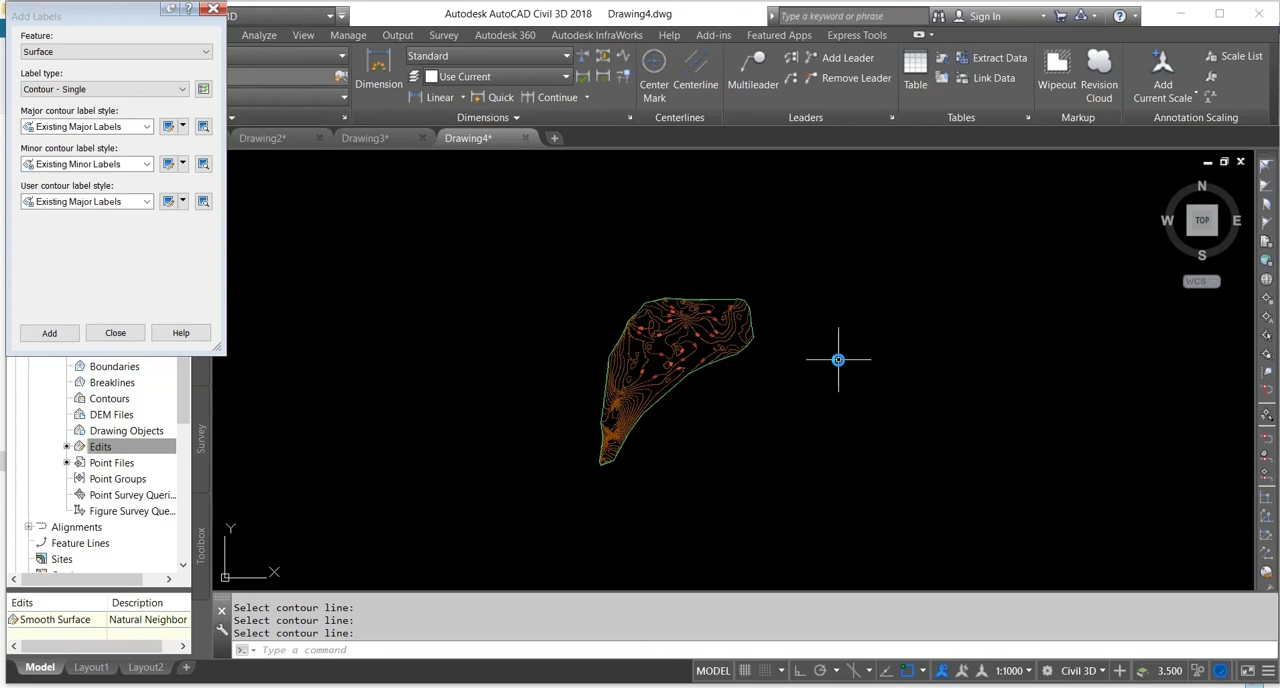 Add Labels
3D
Autodesk AutoCAD Civil 3D 2018 Drawing4.dwg
Type a keyword or phrase
Sign In
Feature:
Surface
Analyze View Manage Output Survey Autodesk 360 Autodesk InfraWorks Help Add-ins Featured Apps Express Tools
Label type:
Contour - Single
Standard
Use Current
Linear Quick Continue
Dimension
Center Mark
Centerline
Multileader
Add Leader
Remove Leader
Table
Extract Data
Link Data
Wipeout
Revision Cloud
Add Current Scale
Scale List
Dimensions Centerlines Leaders Tables Markup Annotation Scaling
Major contour label style:
Existing Major Labels
Minor contour label style:
Existing Minor Labels
User contour label style:
Existing Major Labels
Drawing2* Drawing3* Drawing4*
Add Close Help
N
W TOP E
S
WCS
Boundaries
Breaklines
Contours
DEM Files
Drawing Objects
Edits
Point Files
Point Groups
Point Survey Queri...
Figure Survey Que...
Alignments
Feature Lines
Sites
Survey
Toolbox
Y
X
Edits Description
Smooth Surface Natural Neighbor
Select contour line:
Select contour line:
Select contour line:
Type a command
Model Layout1 Layout2 +
MODEL 1:1000 Civil 3D 3.500